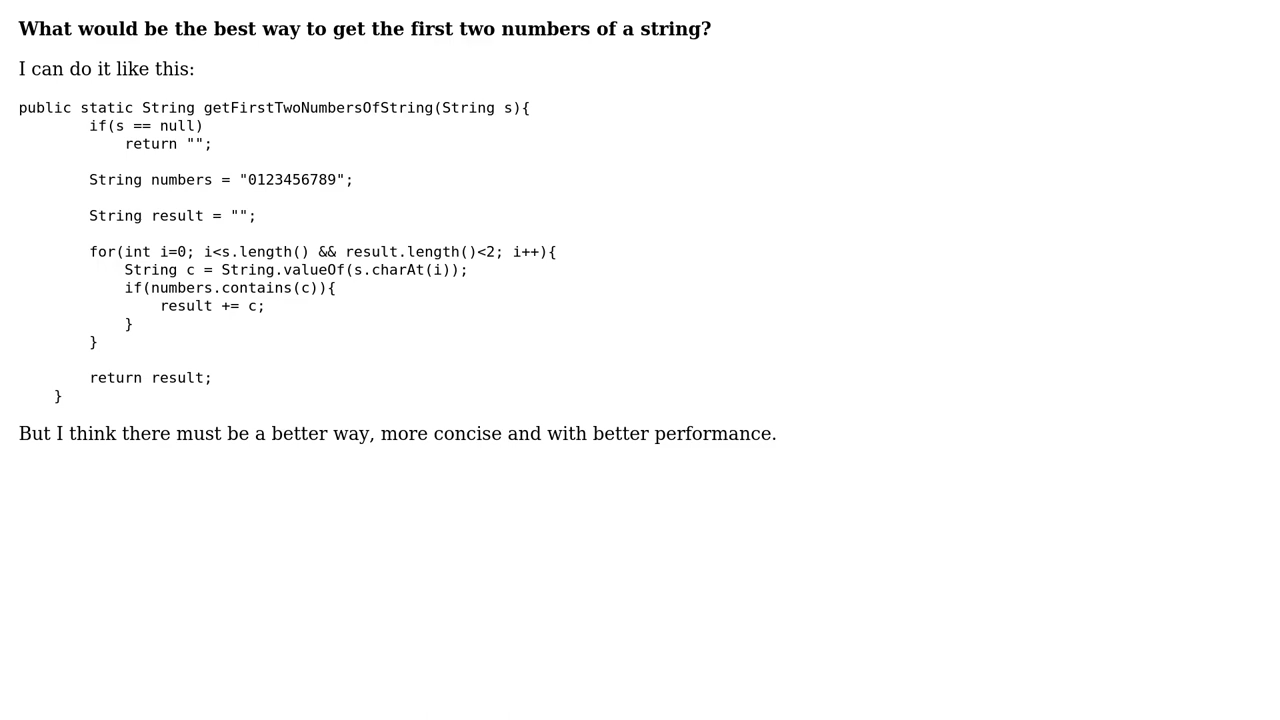 What would be the best way to get the first two numbers of a string?
I can do it like this:
public static String getFirstTwoNumbersOfString(String s){
        if(s == null)
            return "";
        String numbers = "0123456789";
        String result = "";
        for(int i=0; i<s.length() && result.length()<2; i++){
            String c = String.valueOf(s.charAt(i));
            if(numbers.contains(c)){
                result += c;
            }
        }
        return result;
    }
But I think there must be a better way, more concise and with better performance.